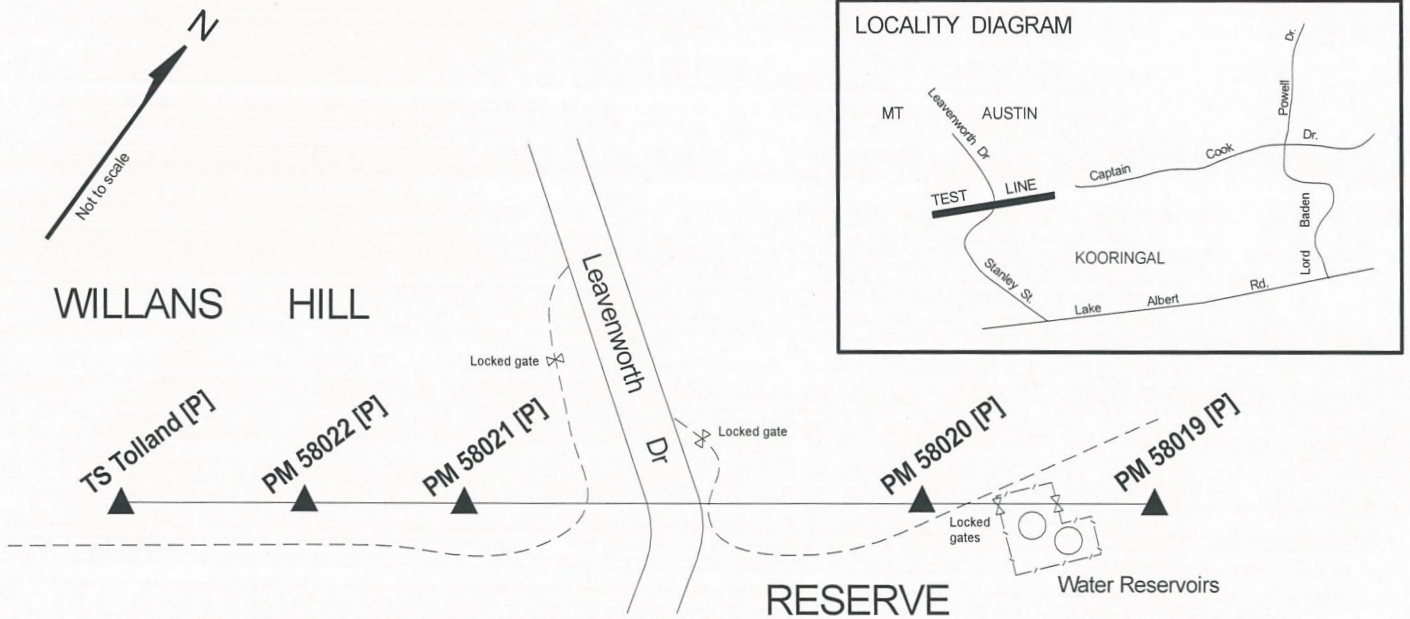 N
Not to scale
WILLANS HILL
TS Tolland [P]
PM 58022 [P]
PM 58021 [P]
Locked gate
Leavenworth
Dr
Locked gate
PM 58020 [P]
PM 58019 [P]
Locked
gates
Water Reservoirs
RESERVE
LOCALITY DIAGRAM
MT AUSTIN
Leavenworth Dr
Powell Dr.
TEST LINE
Captain Cook Dr.
Lord Baden
KOORINGAL
Stanley St.
Lake Albert Rd.